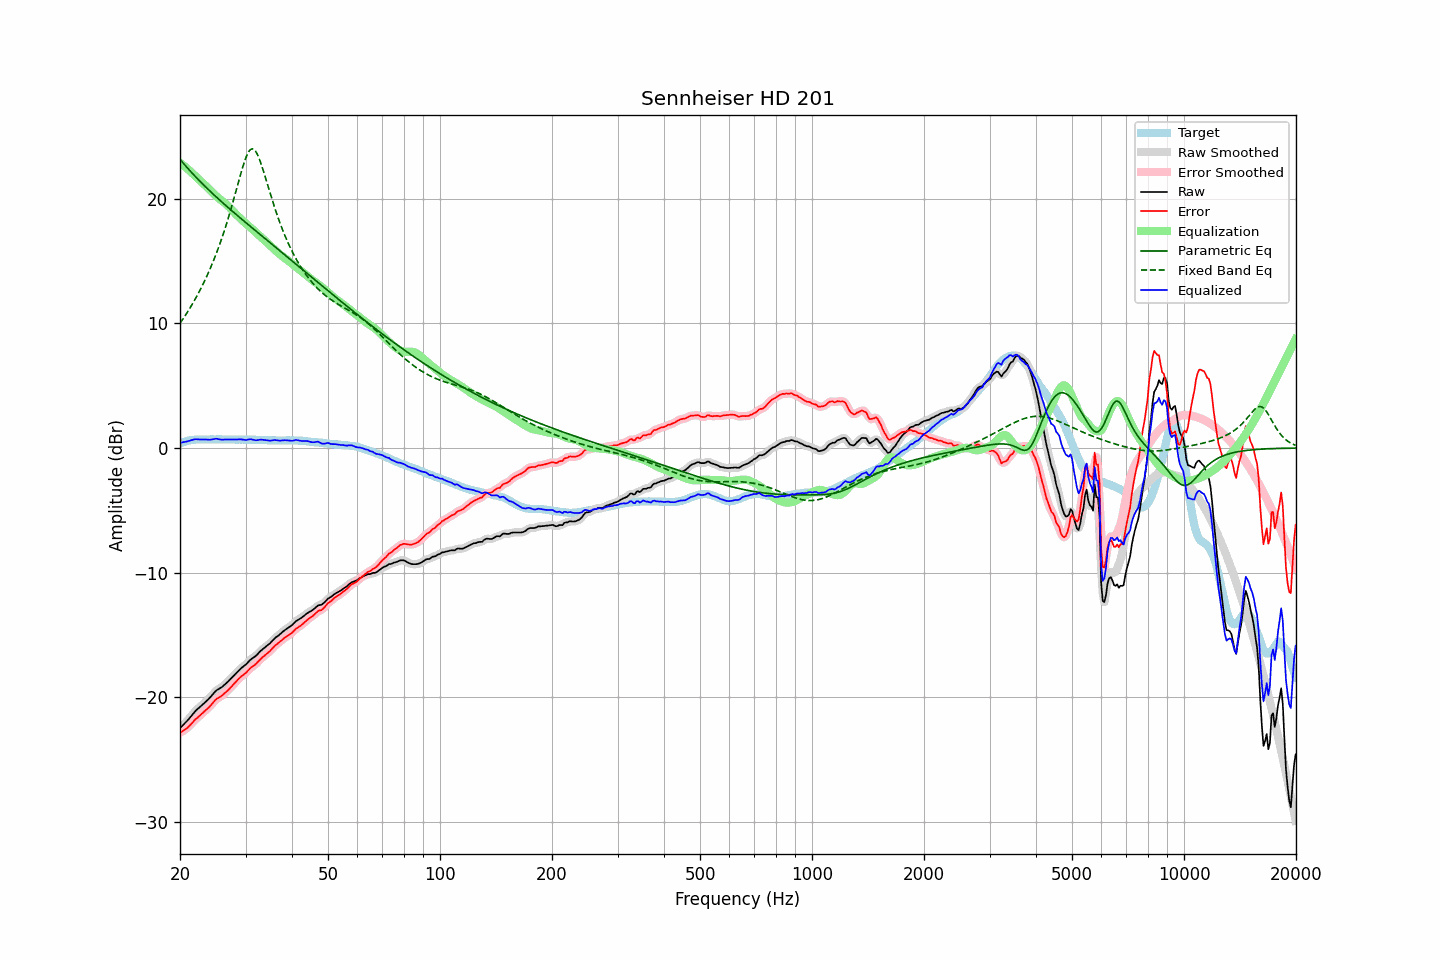 Sennheiser HD 201
Amplitude (dBr)
20
10
0
−10
−20
−30
Target
Raw Smoothed
Error Smoothed
Raw
Error
Equalization
Parametric Eq
Fixed Band Eq
Equalized
20 50 100 200 500 1000 2000 5000 10000 20000
Frequency (Hz)